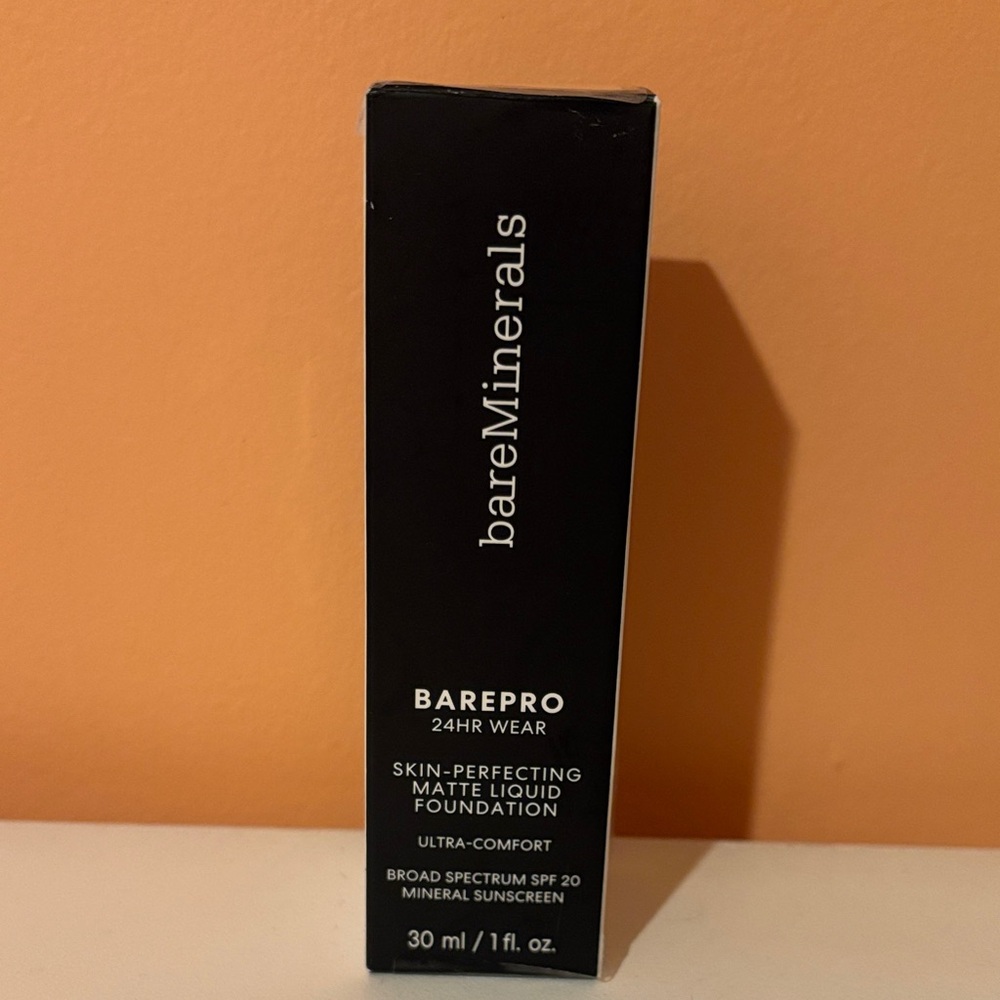 bareMinerals
BAREPRO
24HR WEAR
SKIN-PERFECTING
MATTE LIQUID
FOUNDATION
ULTRA-COMFORT
BROAD SPECTRUM SPF 20
MINERAL SUNSCREEN
30 ml / 1 fl. oz.